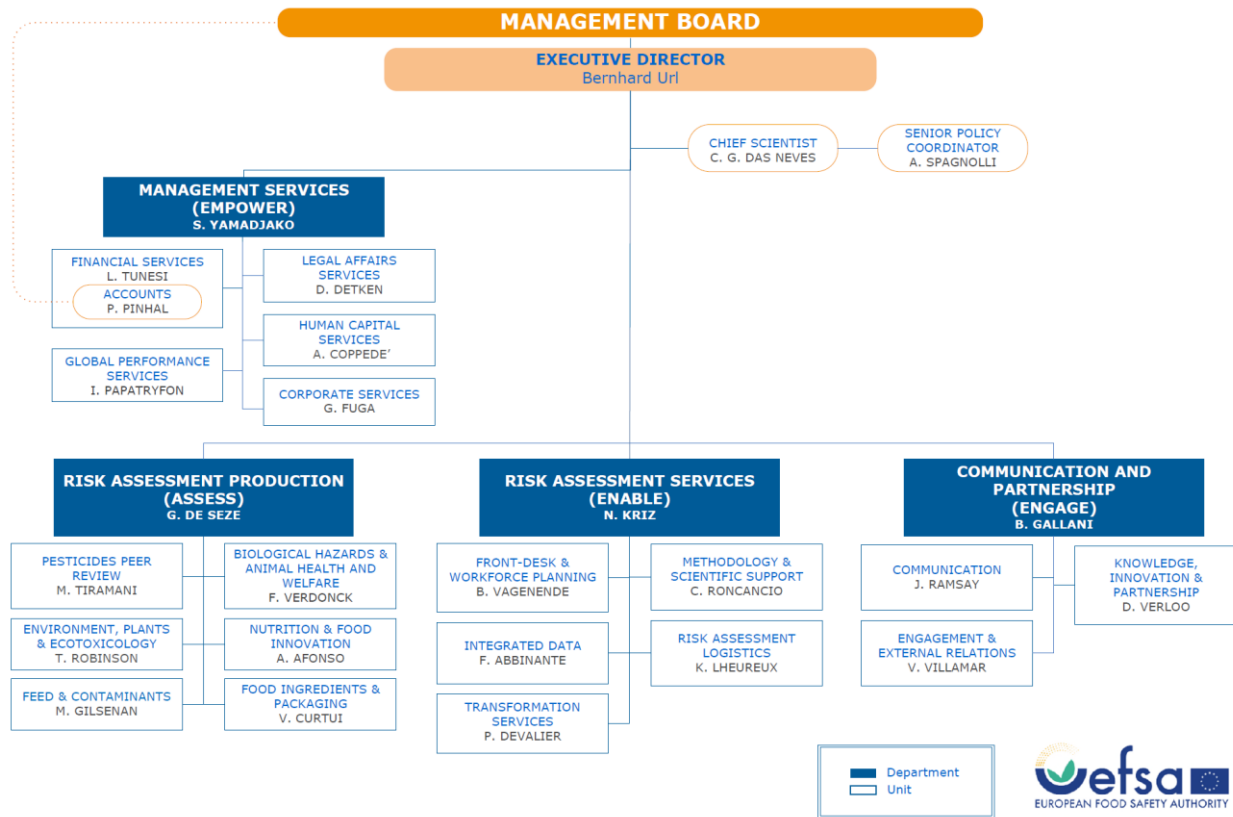 MANAGEMENT BOARD
EXECUTIVE DIRECTOR
Bernhard Url
CHIEF SCIENTIST
C. G. DAS NEVES
SENIOR POLICY
COORDINATOR
A. SPAGNOLLI
MANAGEMENT SERVICES
(EMPOWER)
S. YAMADJAKO
FINANCIAL SERVICES
L. TUNESI
ACCOUNTS
P. PINHAL
LEGAL AFFAIRS
SERVICES
D. DETKEN
HUMAN CAPITAL
SERVICES
A. COPPEDE’
GLOBAL PERFORMANCE
SERVICES
I. PAPATRYFON
CORPORATE SERVICES
G. FUGA
RISK ASSESSMENT PRODUCTION
(ASSESS)
G. DE SEZE
PESTICIDES PEER
REVIEW
M. TIRAMANI
BIOLOGICAL HAZARDS &
ANIMAL HEALTH AND
WELFARE
F. VERDONCK
ENVIRONMENT, PLANTS
& ECOTOXICOLOGY
T. ROBINSON
NUTRITION & FOOD
INNOVATION
A. AFONSO
FEED & CONTAMINANTS
M. GILSENAN
FOOD INGREDIENTS &
PACKAGING
V. CURTUI
RISK ASSESSMENT SERVICES
(ENABLE)
N. KRIZ
FRONT-DESK &
WORKFORCE PLANNING
B. VAGENENDE
METHODOLOGY &
SCIENTIFIC SUPPORT
C. RONCANCIO
INTEGRATED DATA
F. ABBINANTE
RISK ASSESSMENT
LOGISTICS
K. LHEUREUX
TRANSFORMATION
SERVICES
P. DEVALIER
COMMUNICATION AND
PARTNERSHIP
(ENGAGE)
B. GALLANI
COMMUNICATION
J. RAMSAY
KNOWLEDGE,
INNOVATION &
PARTNERSHIP
D. VERLOO
ENGAGEMENT &
EXTERNAL RELATIONS
V. VILLAMAR
Department
Unit
efsa
EUROPEAN FOOD SAFETY AUTHORITY